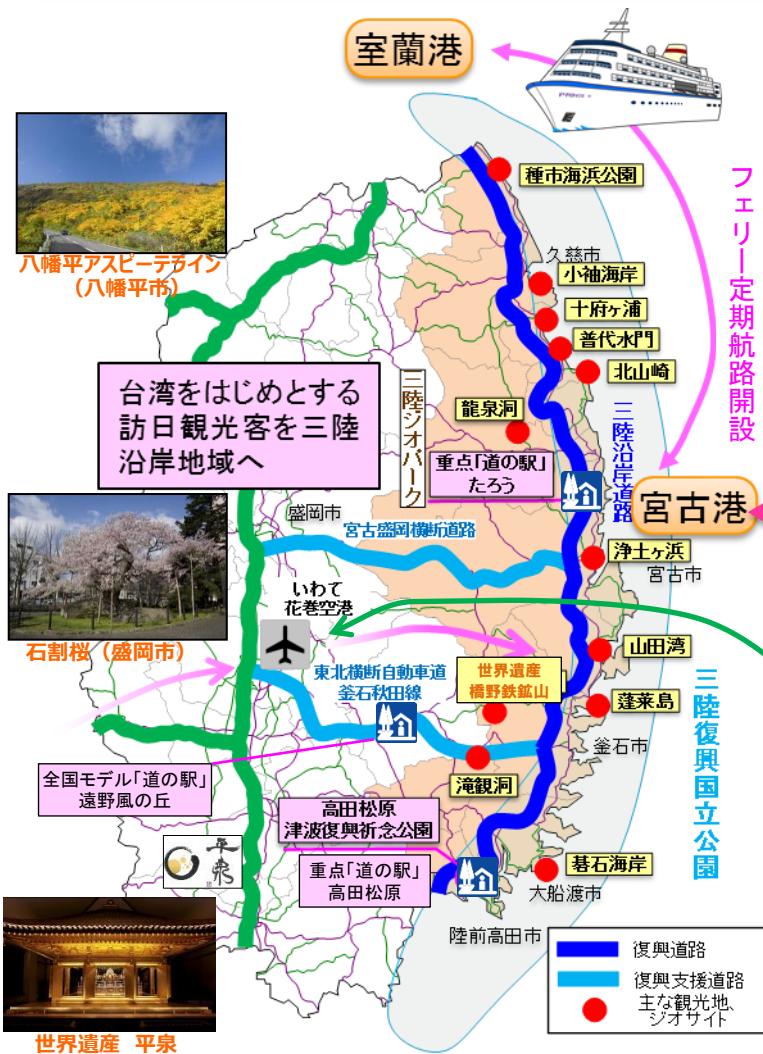 室蘭港
種市海浜公園
久慈市
小袖海岸
十府ヶ浦
普代水門
北山崎
フェリー定期航路開設
八幡平アスピーテライン
（八幡平市）
台湾をはじめとする
訪日観光客を三陸
沿岸地域へ
三陸ジオパーク
龍泉洞
三陸沿岸道路
重点「道の駅」
たろう
宮古港
盛岡市
宮古盛岡横断道路
浄土ヶ浜
宮古市
いわて
花巻空港
石割桜（盛岡市）
山田湾
東北横断自動車道
釜石秋田線
世界遺産
橋野鉄鉱山
蓬莱島
釜石市
三陸復興国立公園
全国モデル「道の駅」
遠野風の丘
滝観洞
高田松原
津波復興祈念公園
平泉
重点「道の駅」
高田松原
碁石海岸
大船渡市
陸前高田市
世界遺産 平泉
復興道路
復興支援道路
主な観光地、
ジオサイト